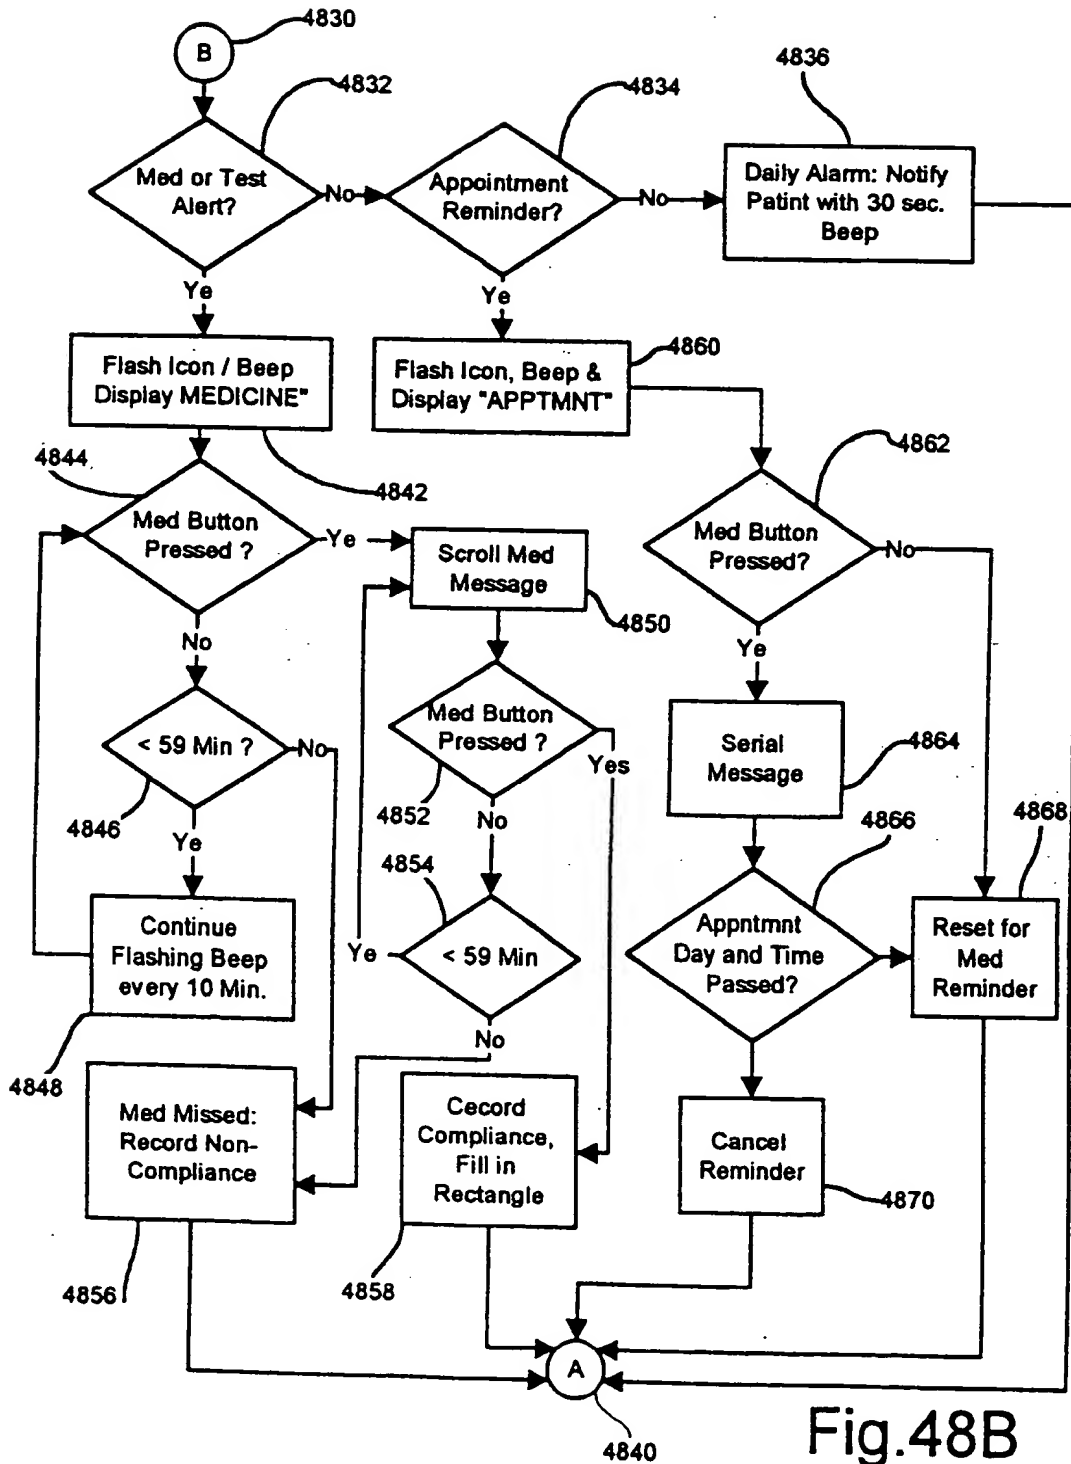 4830
B
4832
4834
4836
Med or Test
Alert?
No
Appointment
Reminder?
No
Daily Alarm: Notify
Patint with 30 sec.
Beep
Ye
Ye
Flash Icon / Beep
Display MEDICINE"
4842
Flash Icon, Beep &
Display "APPTMNT"
4860
4844
Med Button
Pressed ?
Ye
Scroll Med
Message
4850
4862
Med Button
Pressed?
No
No
Ye
< 59 Min ?
No
4846
Ye
Med Button
Pressed ?
Yes
4852
No
Serial
Message
4864
4854
< 59 Min
Ye
No
4866
4868
Appntmnt
Day and Time
Passed?
Reset for
Med
Reminder
Continue
Flashing Beep
every 10 Min.
4848
Med Missed:
Record Non-
Compliance
4856
Cecord
Compliance,
Fill in
Rectangle
4858
Cancel
Reminder
4870
A
4840
Fig.48B